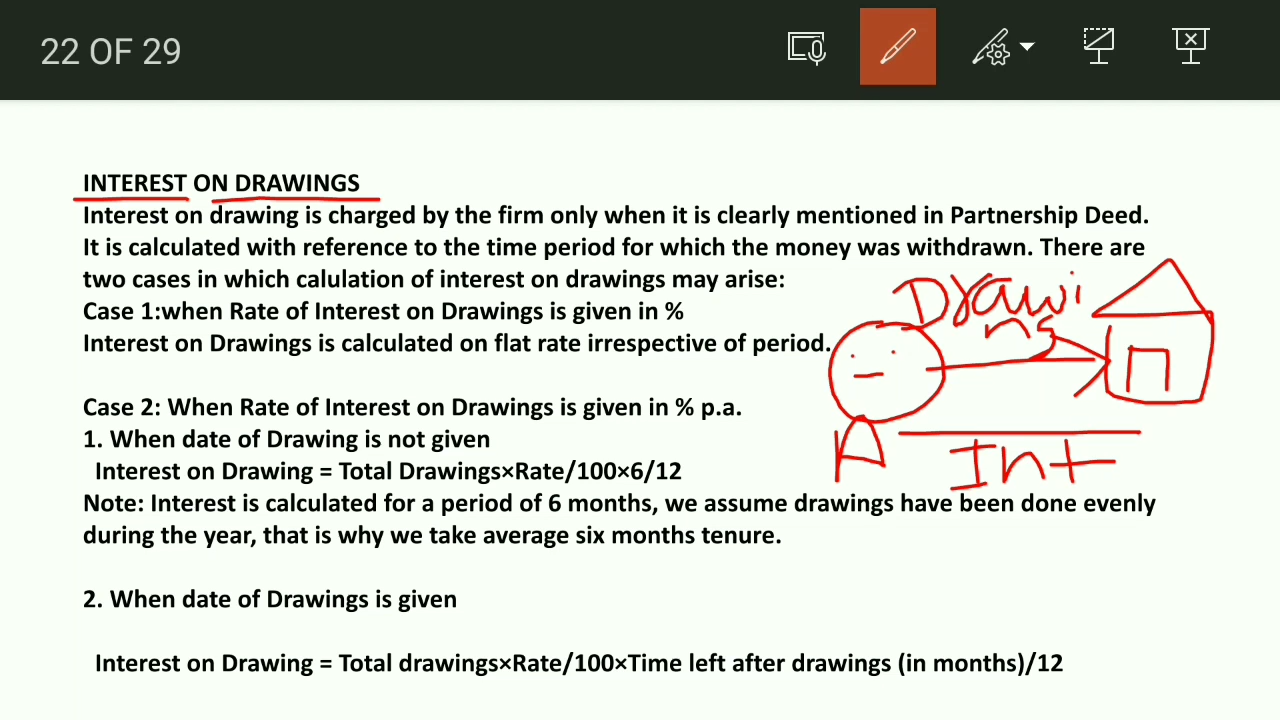 22 OF 29
INTEREST ON DRAWINGS
Interest on drawing is charged by the firm only when it is clearly mentioned in Partnership Deed.
It is calculated with reference to the time period for which the money was withdrawn. There are
two cases in which calulation of interest on drawings may arise:
Case 1:when Rate of Interest on Drawings is given in %
Interest on Drawings is calculated on flat rate irrespective of period.
Drawi
ngs
Case 2: When Rate of Interest on Drawings is given in % p.a.
1. When date of Drawing is not given
A
Int
Interest on Drawing = Total Drawings×Rate/100×6/12
Note: Interest is calculated for a period of 6 months, we assume drawings have been done evenly
during the year, that is why we take average six months tenure.
2. When date of Drawings is given
Interest on Drawing = Total drawings×Rate/100×Time left after drawings (in months)/12